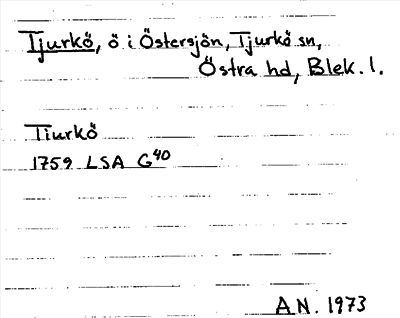 Tjurkö, ö i Östersjön, Tjurkö sn,
Östra hd, Blek. l.
Tiurkö
1759 LSA G⁴⁰
A N. 1973